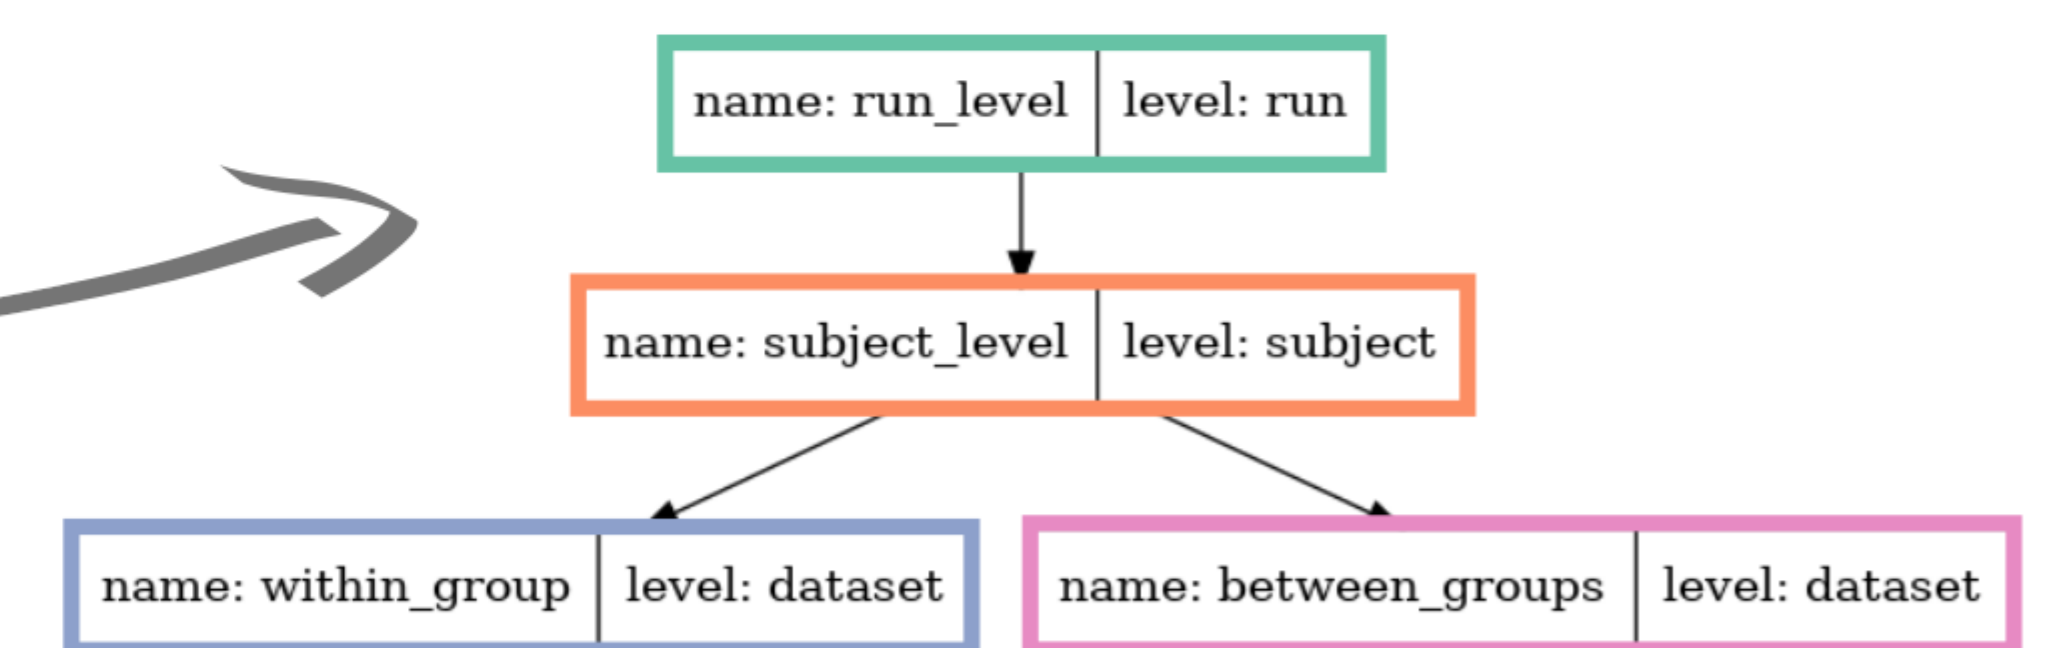 name: run_level level: run
name: subject_level level: subject
name: within_group level: dataset name: between_groups level: dataset